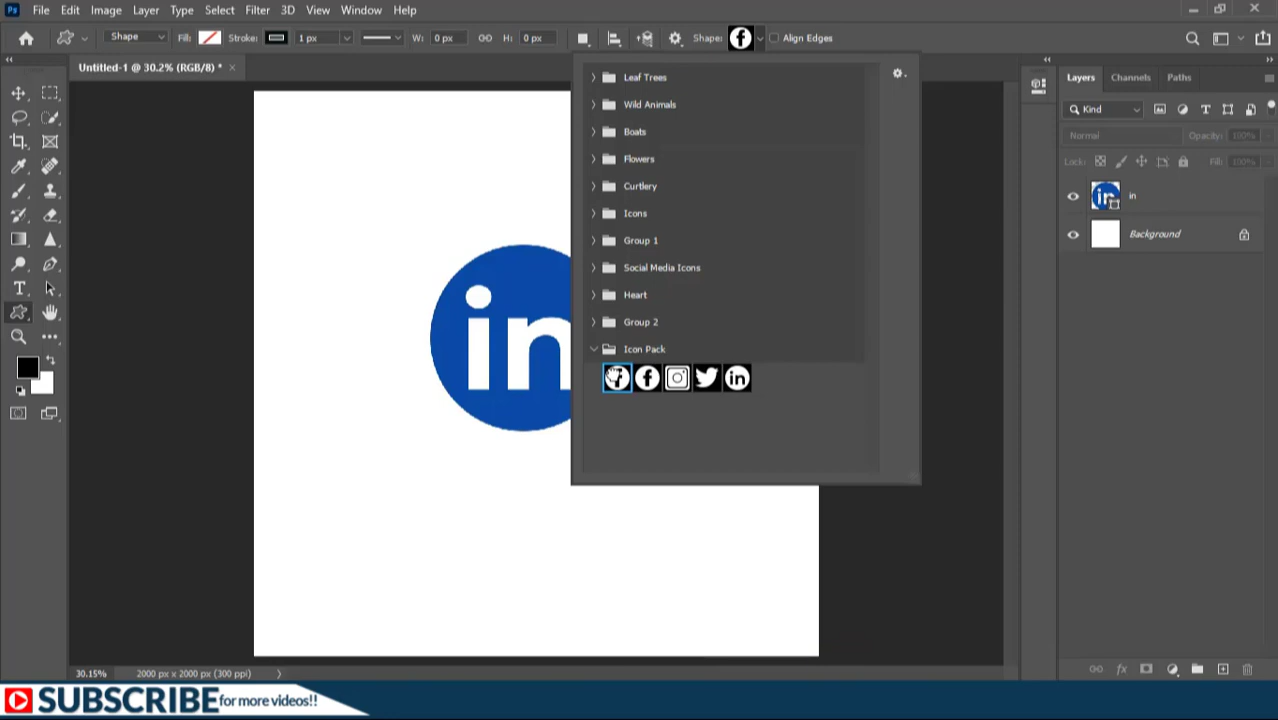 Ps File Edit Image Layer Type Select Filter 3D View Window Help
Shape Fill: Stroke: 1 px W: 0 px H: 0 px Shape: f Align Edges
Untitled-1 @ 30.2% (RGB/8) * ×
Layers Channels Paths
Leaf Trees
Wild Animals
Kind
Boats
Normal Opacity: 100%
Flowers
Lock: Fill: 100%
Curtlery
in
Icons
Background
Group 1
Social Media Icons
Heart
Group 2
Icon Pack
in
f in
30.15% 2000 px x 2000 px (300 ppi)
fx
SUBSCRIBE for more videos!!